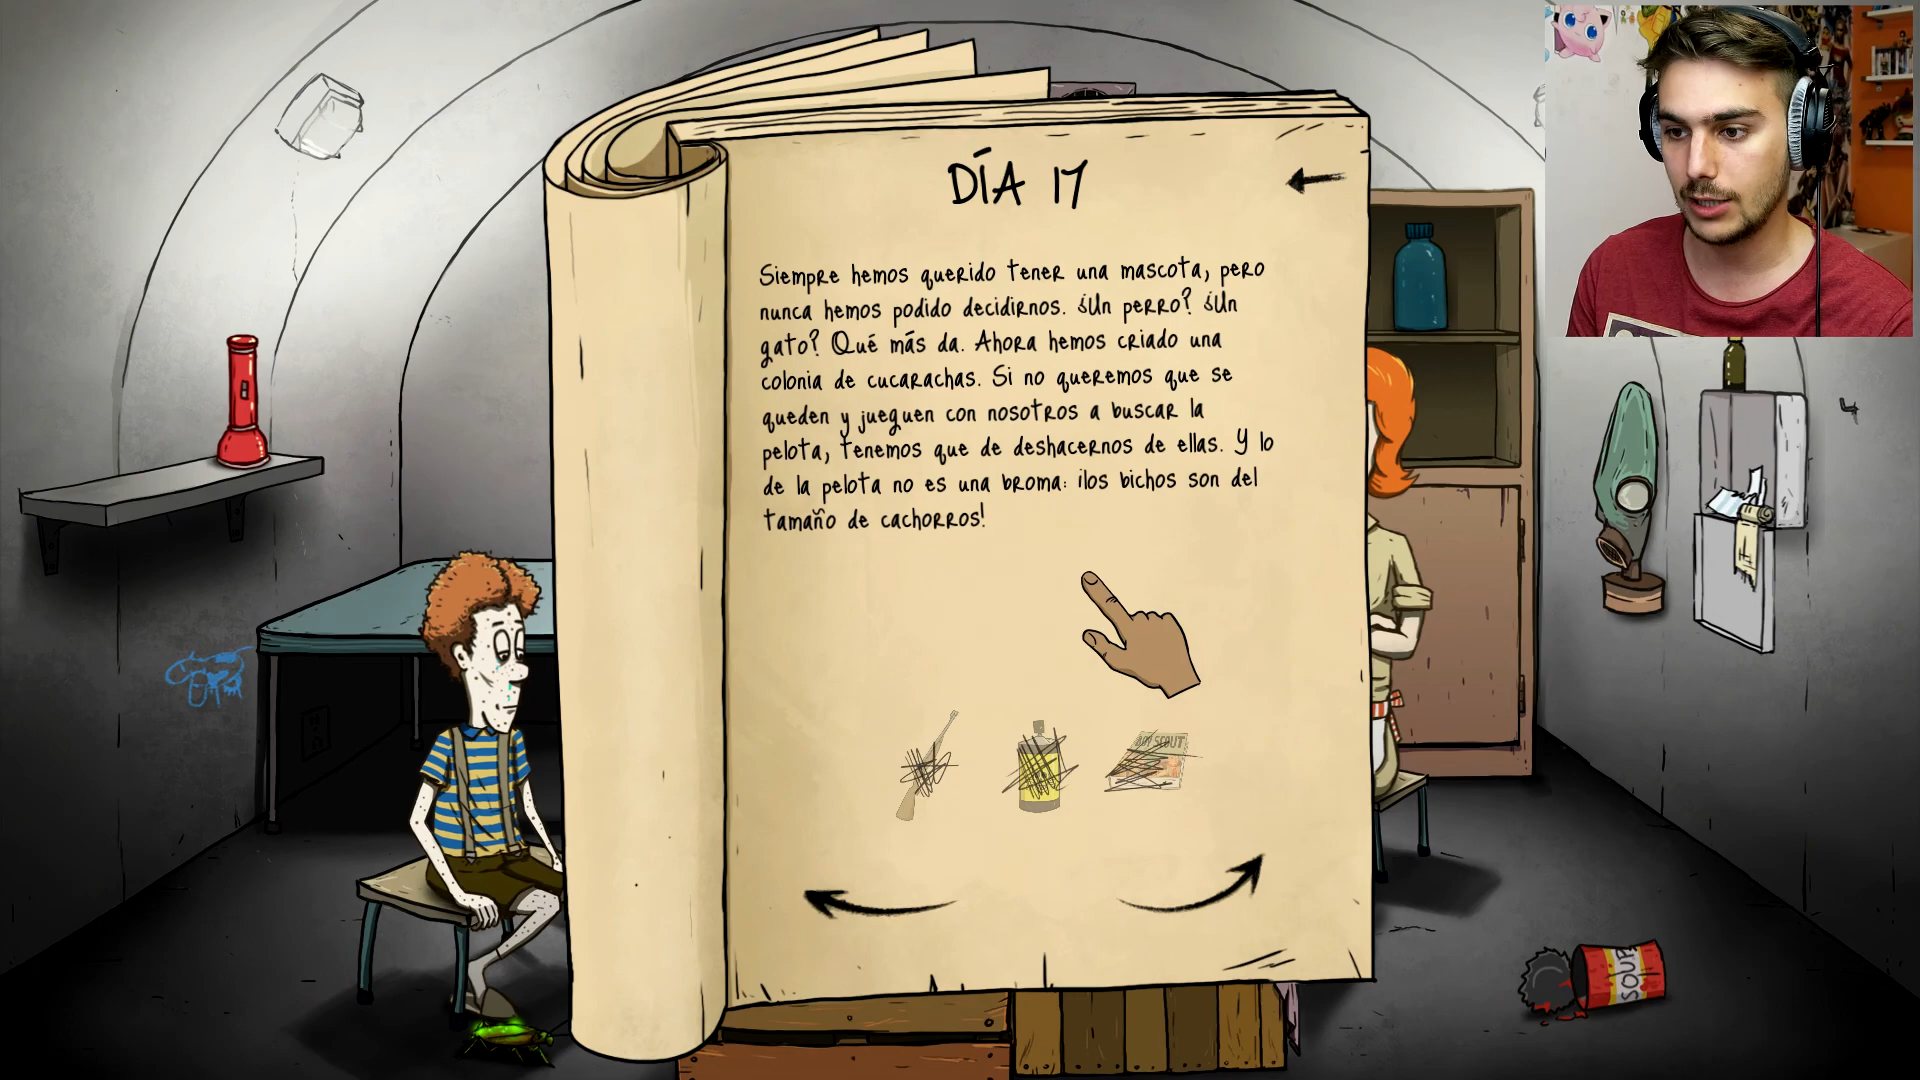 DÍA 17
Siempre hemos querido tener una mascota, pero
nunca hemos podido decidirnos. ¿Un perro? ¿Un
gato? Qué más da. Ahora hemos criado una
colonia de cucarachas. Si no queremos que se
queden y jueguen con nosotros a buscar la
pelota, tenemos que de deshacernos de ellas. Y lo
de la pelota no es una broma: ¡los bichos son del
tamaño de cachorros!
BOY SCOUT
SOUP